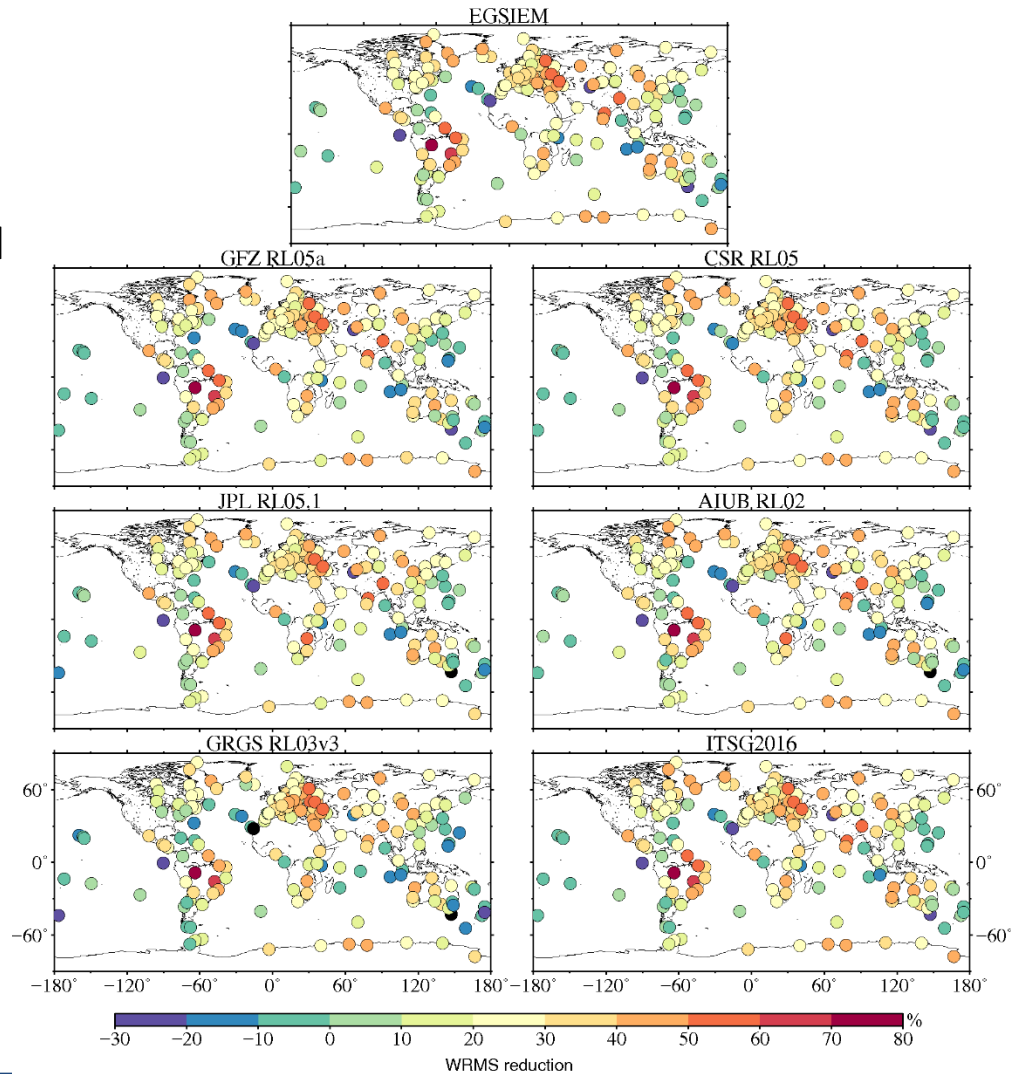 EGSIEM
GFZ RL05a
CSR RL05
JPL RL05.1
AIUB RL02
GRGS RL03v3
ITSG2016
60°
0°
−60°
60°
0°
−60°
−180° −120° −60° 0° 60° 120° 180°
−180° −120° −60° 0° 60° 120° 180°
%
−30 −20 −10 0 10 20 30 40 50 60 70 80
WRMS reduction